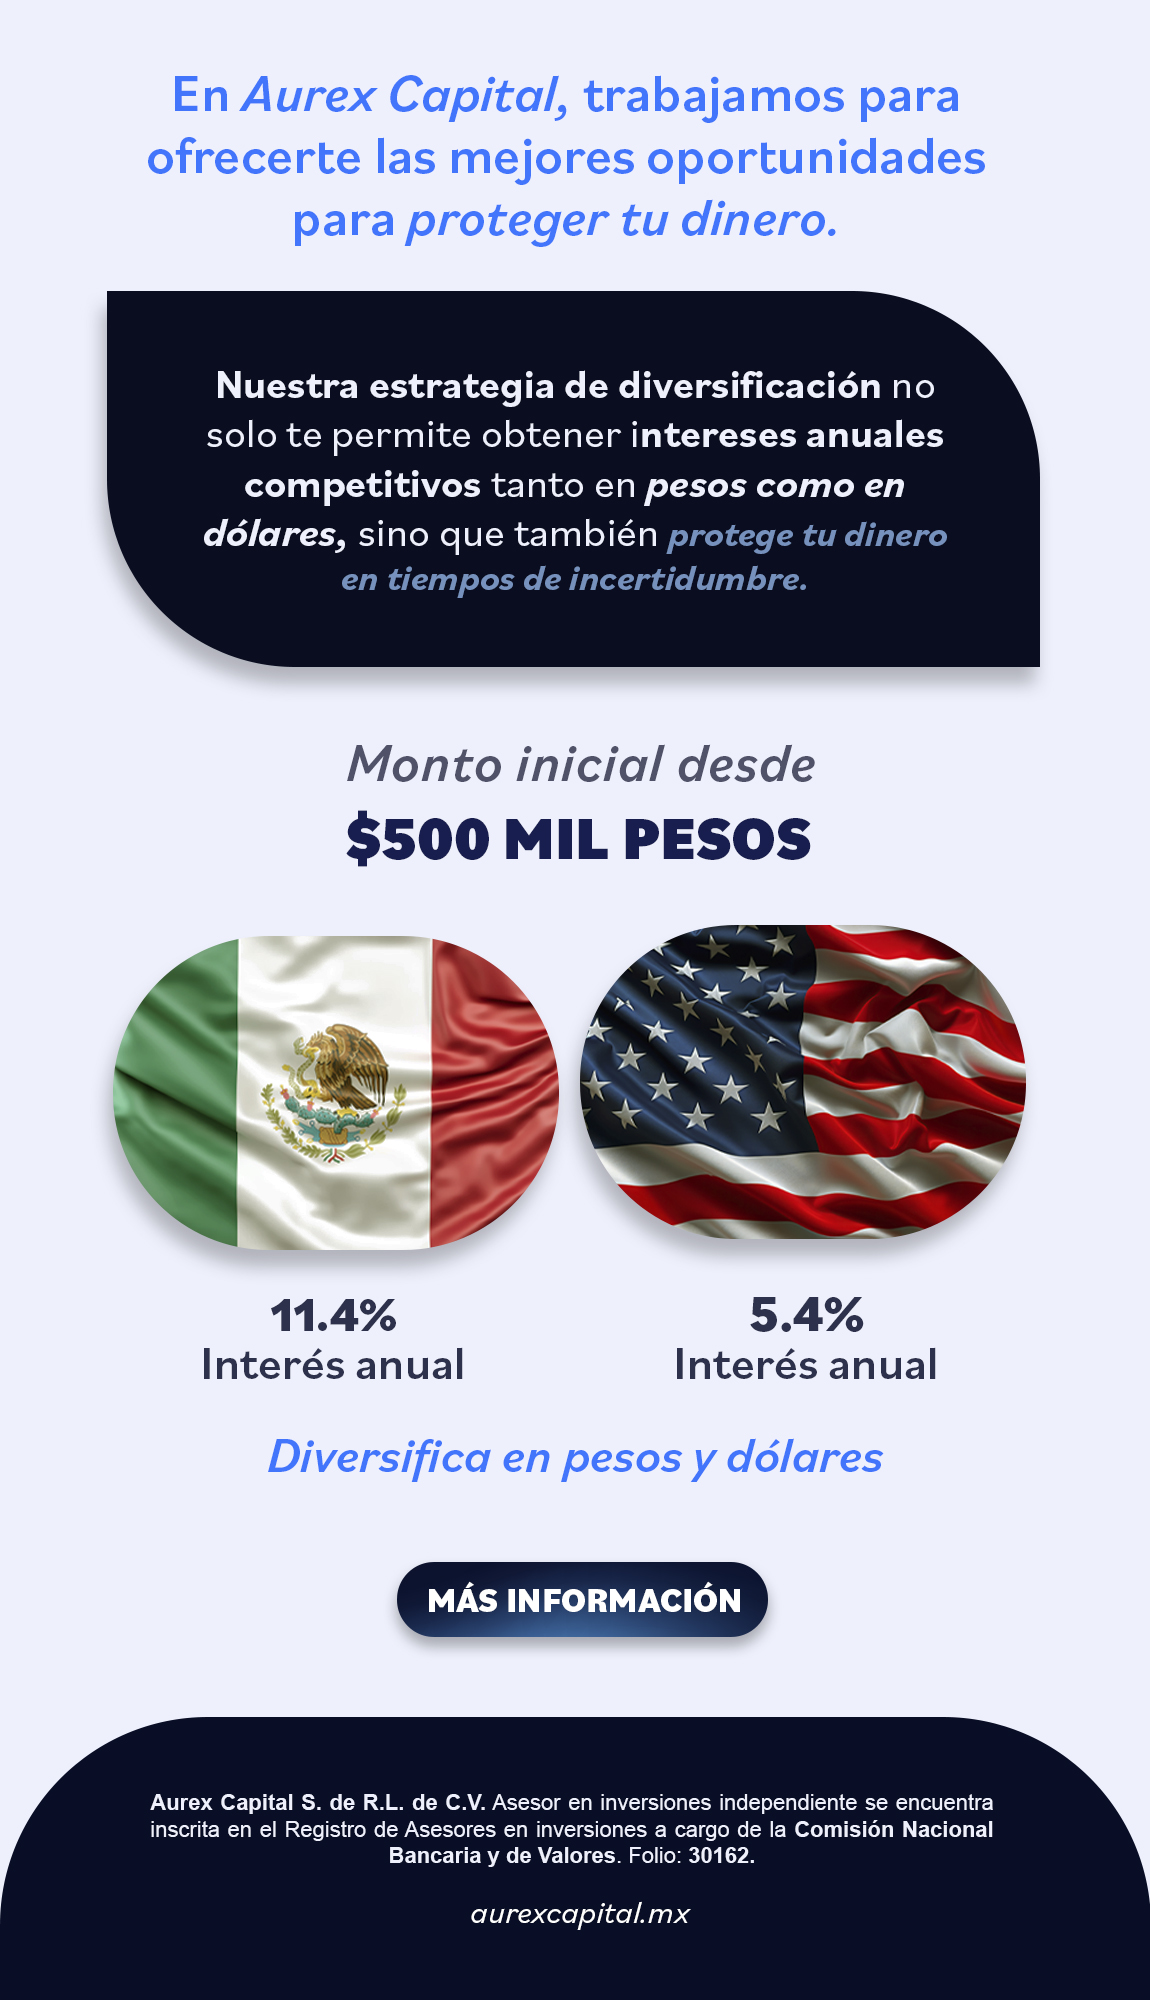 En Aurex Capital, trabajamos para
ofrecerte las mejores oportunidades
para proteger tu dinero.
Nuestra estrategia de diversificación no
solo te permite obtener intereses anuales
competitivos tanto en pesos como en
dólares, sino que también protege tu dinero
en tiempos de incertidumbre.
Monto inicial desde
$500 MIL PESOS
11.4%
Interés anual
5.4%
Interés anual
Diversifica en pesos y dólares
MÁS INFORMACIÓN
Aurex Capital S. de R.L. de C.V. Asesor en inversiones independiente se encuentra
inscrita en el Registro de Asesores en inversiones a cargo de la Comisión Nacional
Bancaria y de Valores. Folio: 30162.
aurexcapital.mx